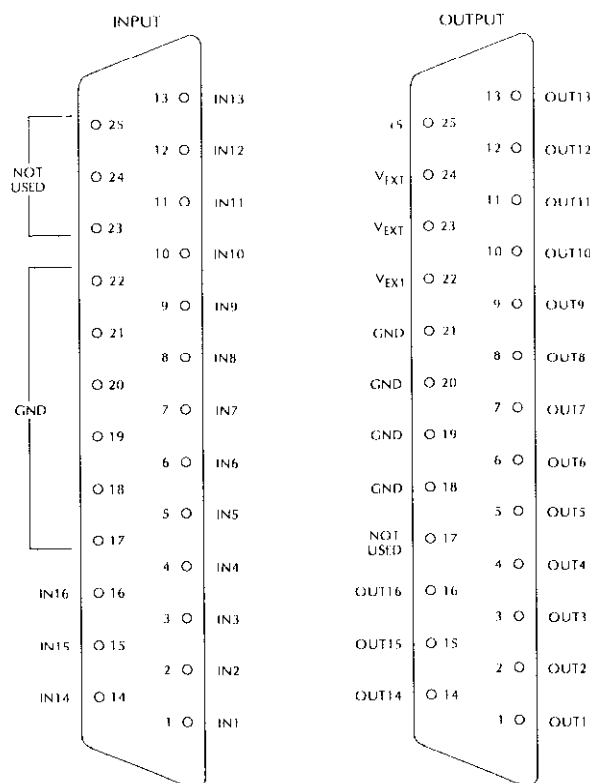 INPUT
13 IN13
25
12 IN12
NOT
USED
24
11 IN11
23
10 IN10
22
9 IN9
21
8 IN8
20
GND
7 IN7
19
6 IN6
18
5 IN5
17
4 IN4
IN16 16
3 IN3
IN15 15
2 IN2
IN14 14
1 IN1
OUTPUT
13 OUT13
+5 25
12 OUT12
VEXT 24
11 OUT11
VEXT 23
10 OUT10
VEXT 22
9 OUT9
GND 21
8 OUT8
GND 20
7 OUT7
GND 19
6 OUT6
GND 18
5 OUT5
NOT
USED
17
4 OUT4
OUT16 16
3 OUT3
OUT15 15
2 OUT2
OUT14 14
1 OUT1